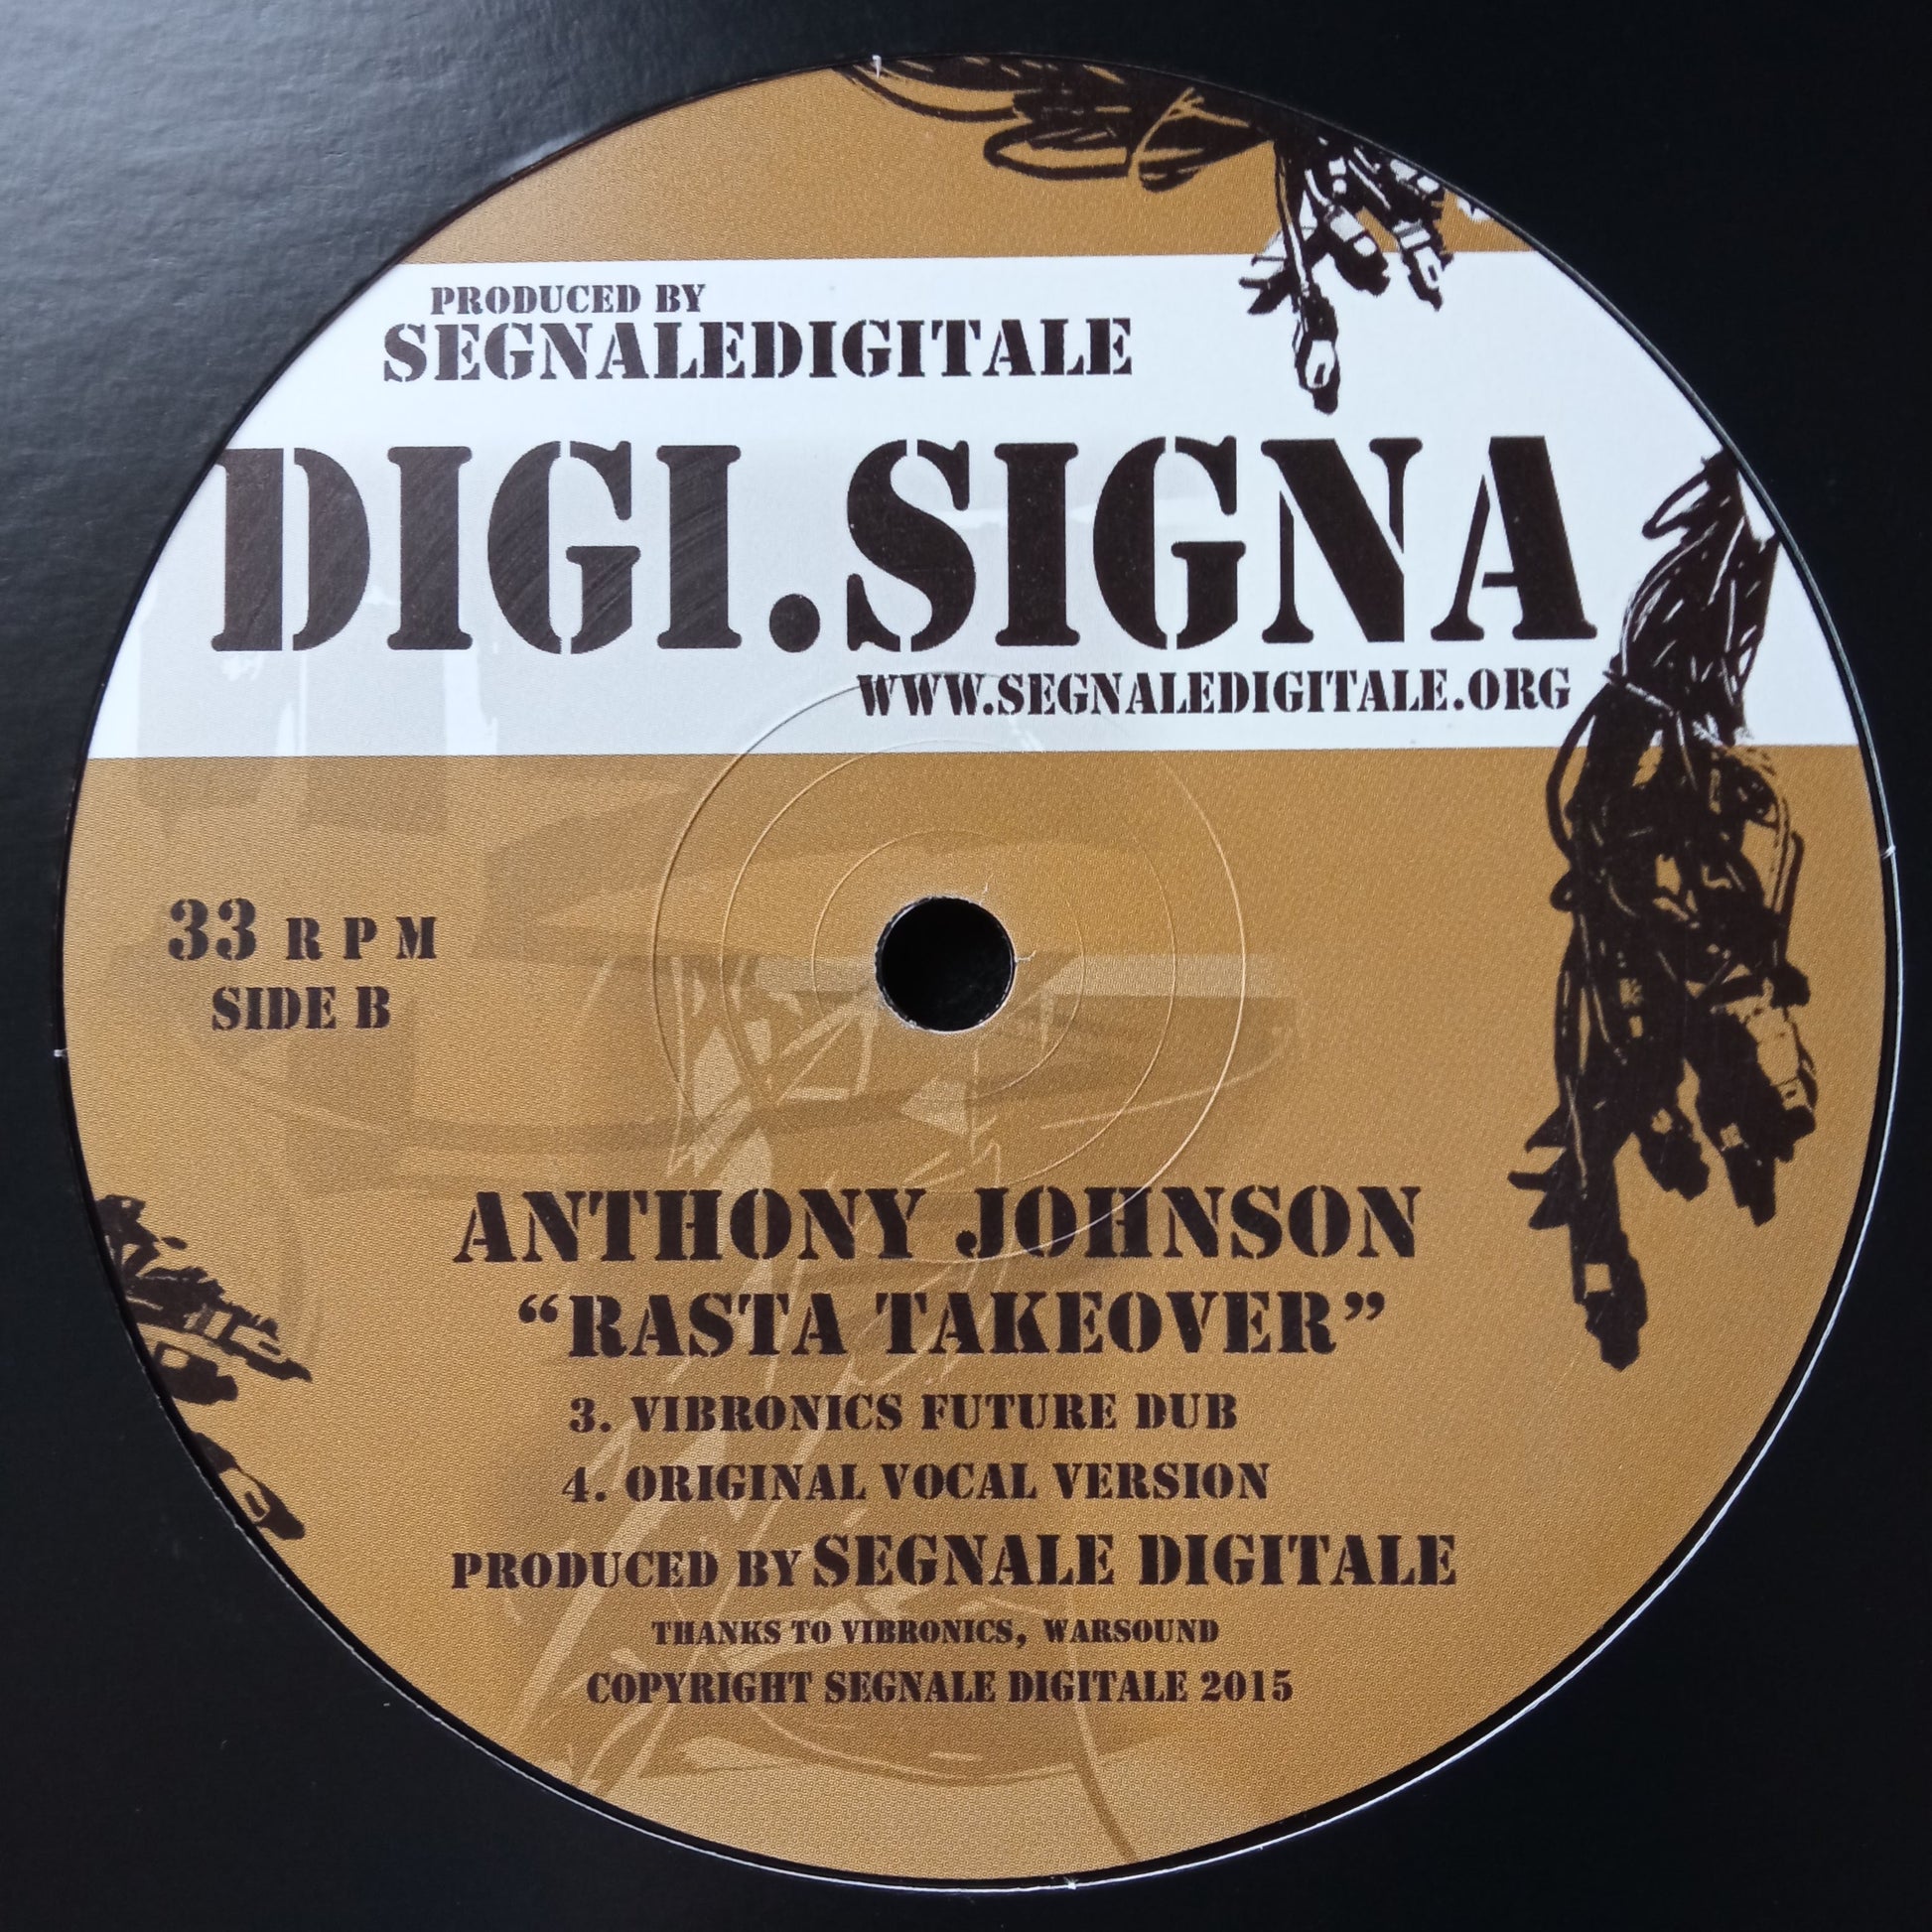 PRODUCED BY
SEGNALEDIGITALE
DIGI.SIGNA
WWW.SEGNALEDIGITALE.ORG
33 RPM
SIDE B
ANTHONY JOHNSON
“RASTA TAKEOVER”
3. VIBRONICS FUTURE DUB
4. ORIGINAL VOCAL VERSION
PRODUCED BY SEGNALE DIGITALE
THANKS TO VIBRONICS, WARSOUND
COPYRIGHT SEGNALE DIGITALE 2015